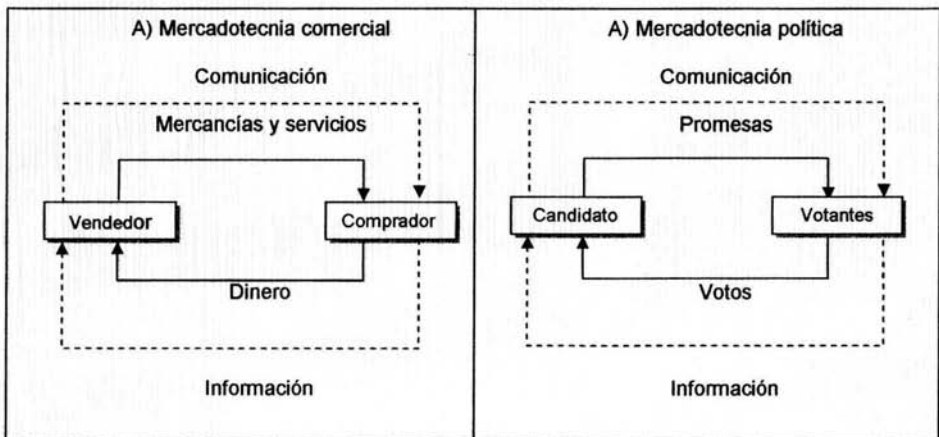 A) Mercadotecnia comercial
Comunicación
Mercancías y servicios
Vendedor
Comprador
Dinero
Información
A) Mercadotecnia política
Comunicación
Promesas
Candidato
Votantes
Votos
Información